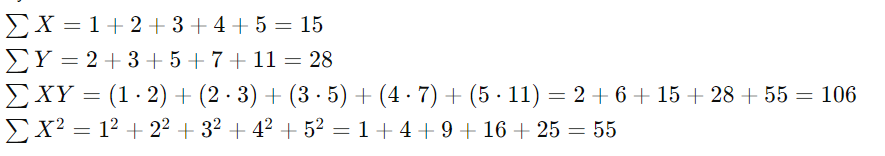 ∑ X = 1 + 2 + 3 + 4 + 5 = 15
∑ Y = 2 + 3 + 5 + 7 + 11 = 28
∑ XY = (1 · 2) + (2 · 3) + (3 · 5) + (4 · 7) + (5 · 11) = 2 + 6 + 15 + 28 + 55 = 106
∑ X² = 1² + 2² + 3² + 4² + 5² = 1 + 4 + 9 + 16 + 25 = 55